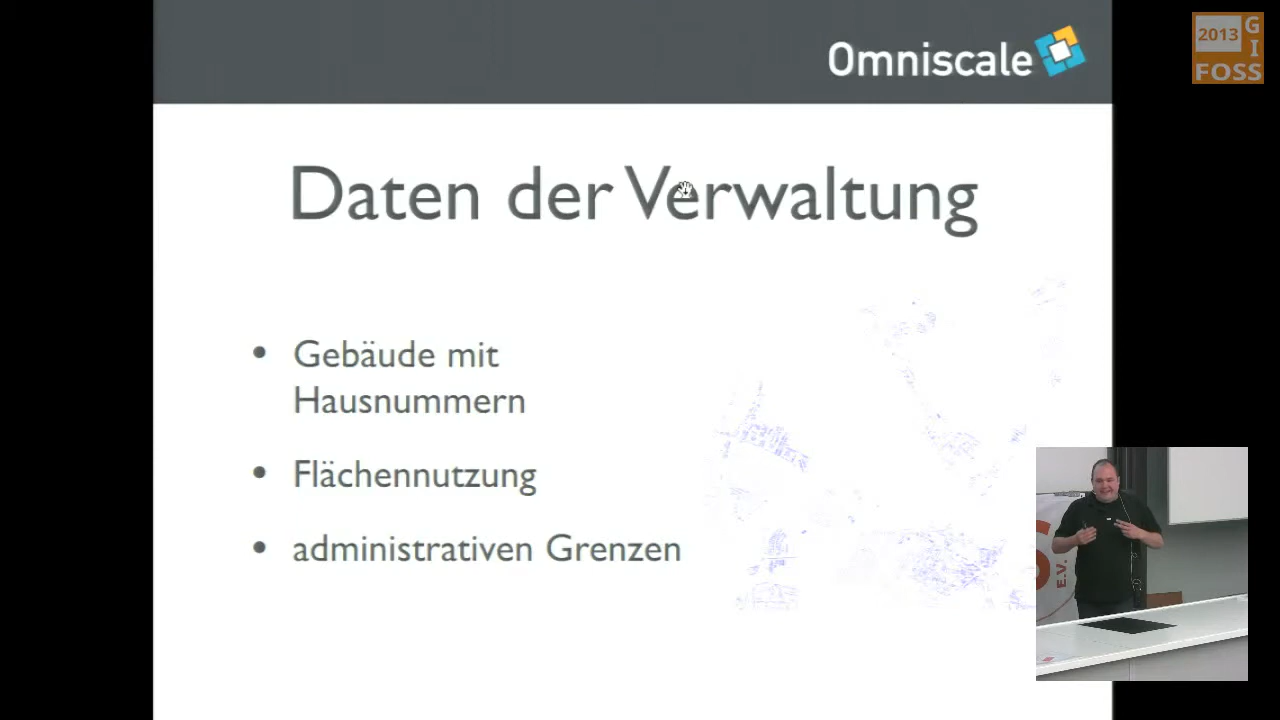 Omniscale
2013 G
I
FOSS
Daten der Verwaltung
• Gebäude mit
Hausnummern
• Flächennutzung
• administrativen Grenzen
E.V.